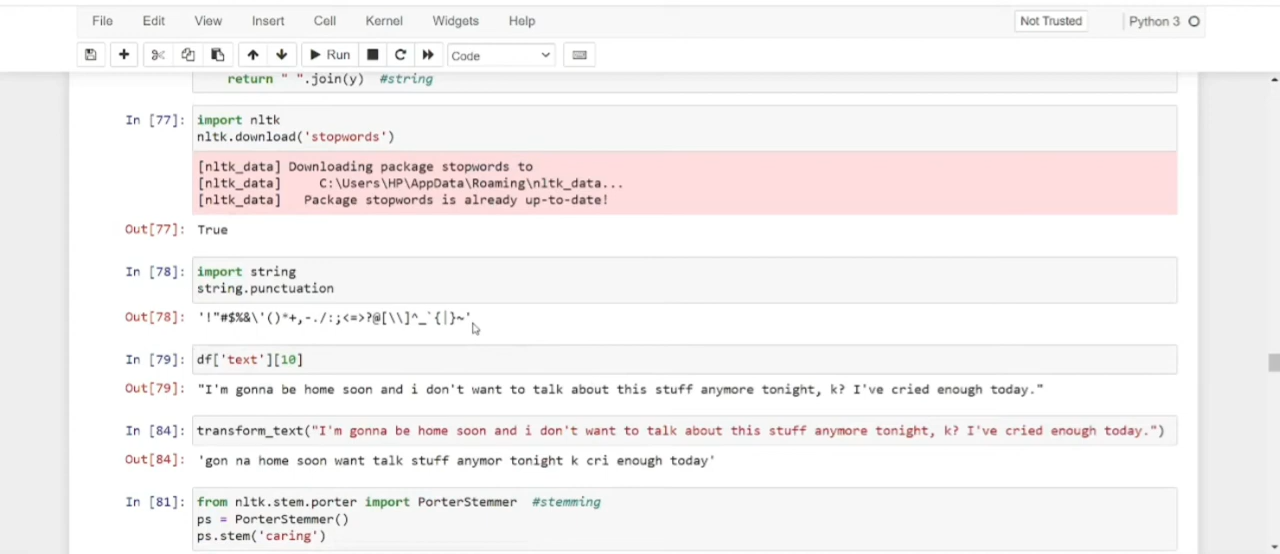 File Edit View Insert Cell Kernel Widgets Help Not Trusted Python 3
Run Code
return " ".join(y) #string
In [77]: import nltk
nltk.download('stopwords')
[nltk_data] Downloading package stopwords to
[nltk_data] C:\Users\HP\AppData\Roaming\nltk_data...
[nltk_data] Package stopwords is already up-to-date!
Out[77]: True
In [78]: import string
string.punctuation
Out[78]: '!"#$%&\'()*+,-./:;<=>?@[\\]^_`{|}~'
In [79]: df['text'][10]
Out[79]: "I'm gonna be home soon and i don't want to talk about this stuff anymore tonight, k? I've cried enough today."
In [84]: transform_text("I'm gonna be home soon and i don't want to talk about this stuff anymore tonight, k? I've cried enough today.")
Out[84]: 'gon na home soon want talk stuff anymor tonight k cri enough today'
In [81]: from nltk.stem.porter import PorterStemmer #stemming
ps = PorterStemmer()
ps.stem('caring')